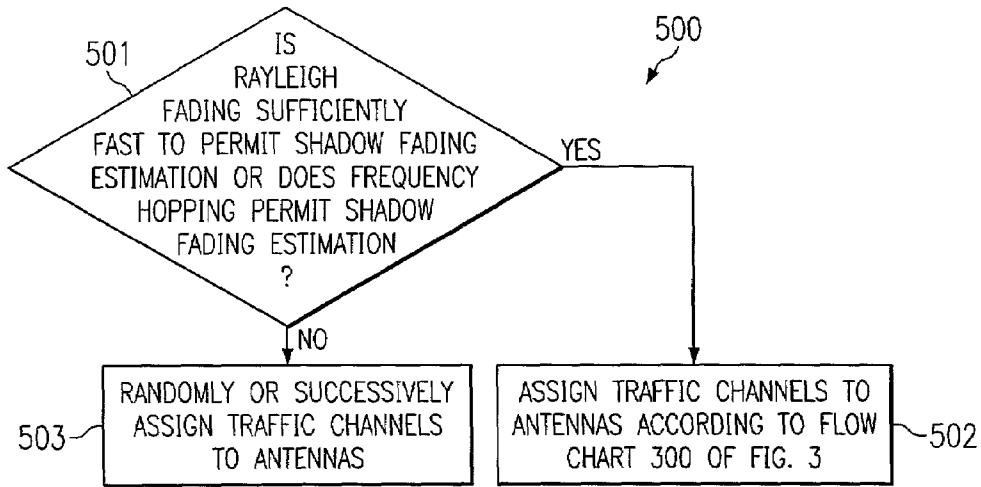 500
501
IS
RAYLEIGH
FADING SUFFICIENTLY
FAST TO PERMIT SHADOW FADING
ESTIMATION OR DOES FREQUENCY
HOPPING PERMIT SHADOW
FADING ESTIMATION
?
YES
NO
RANDOMLY OR SUCCESSIVELY
ASSIGN TRAFFIC CHANNELS
TO ANTENNAS
503
ASSIGN TRAFFIC CHANNELS TO
ANTENNAS ACCORDING TO FLOW
CHART 300 OF FIG. 3
502